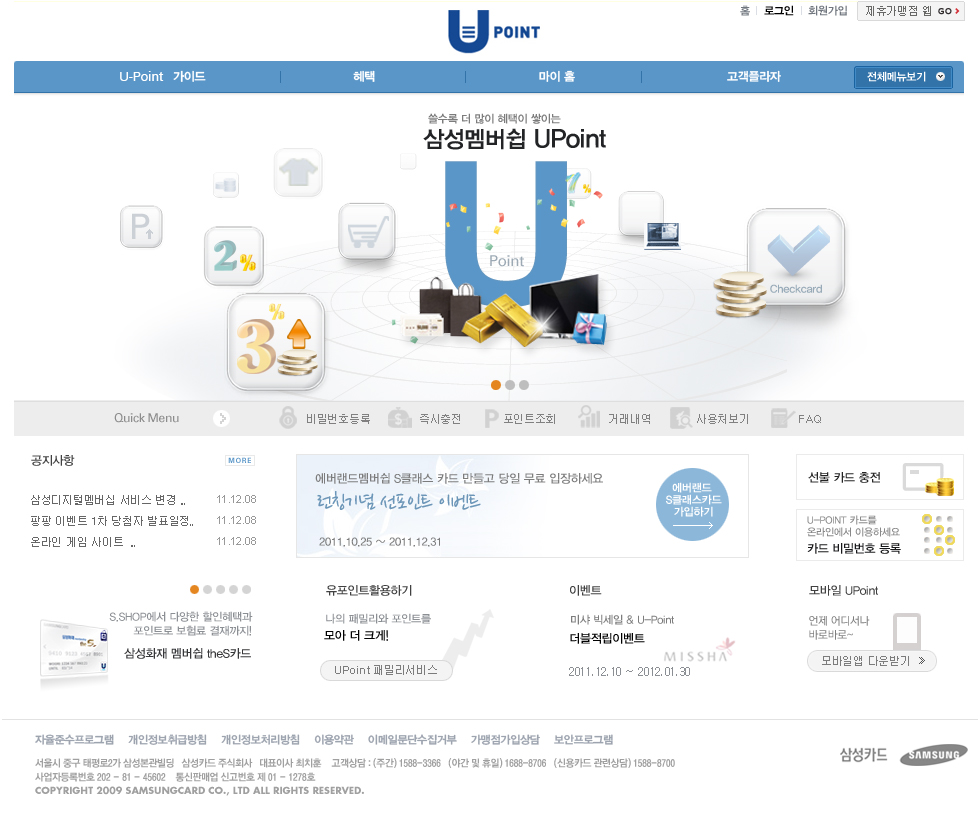 홈 로그인 회원가입 제휴가맹점 웹 GO
U POINT
U-Point 가이드 혜택 마이 홈 고객플라자 전체메뉴보기
쓸수록 더 많이 혜택이 쌓이는
삼성멤버쉽 UPoint
1%
P
2%
Point
Checkcard
3%
Quick Menu 비밀번호등록 즉시충전 포인트조회 거래내역 사용처보기 FAQ
공지사항 MORE
삼성디지털멤버십 서비스 변경 .. 11.12.08
팡팡 이벤트 1차 당첨자 발표일정.. 11.12.08
온라인 게임 사이트 .. 11.12.08
에버랜드멤버쉽 S클래스 카드 만들고 당일 무료 입장하세요
런칭기념 선포인트 이벤트
2011.10.25 ~ 2011.12.31
에버랜드
S클래스카드
가입하기
선불 카드 충전
U-POINT 카드를
온라인에서 이용하세요
카드 비밀번호 등록
S.SHOP에서 다양한 할인혜택과
포인트로 보험료 결재까지!
삼성화재 멤버쉽 theS카드
유포인트활용하기
나의 패밀리와 포인트를
모아 더 크게!
UPoint 패밀리서비스
이벤트
미샤 빅세일 & U-Point
더블적립이벤트
MISSHA
2011.12.10 ~ 2012.01.30
모바일 UPoint
언제 어디서나
바로바로~
모바일앱 다운받기
자율준수프로그램 개인정보취급방침 개인정보처리방침 이용약관 이메일문단수집거부 가맹점가입상담 보안프로그램
서울시 중구 태평로2가 삼성본관빌딩 삼성카드 주식회사 대표이사 최치훈 고객상담 : (주간) 1588-3366 (야간 및 휴일) 1688-8706 (신용카드 관련상담) 1588-8700
사업자등록번호 202 - 81 - 45602 통신판매업 신고번호 제 01 - 1278호
COPYRIGHT 2009 SAMSUNGCARD CO., LTD ALL RIGHTS RESERVED.
삼성카드 SAMSUNG